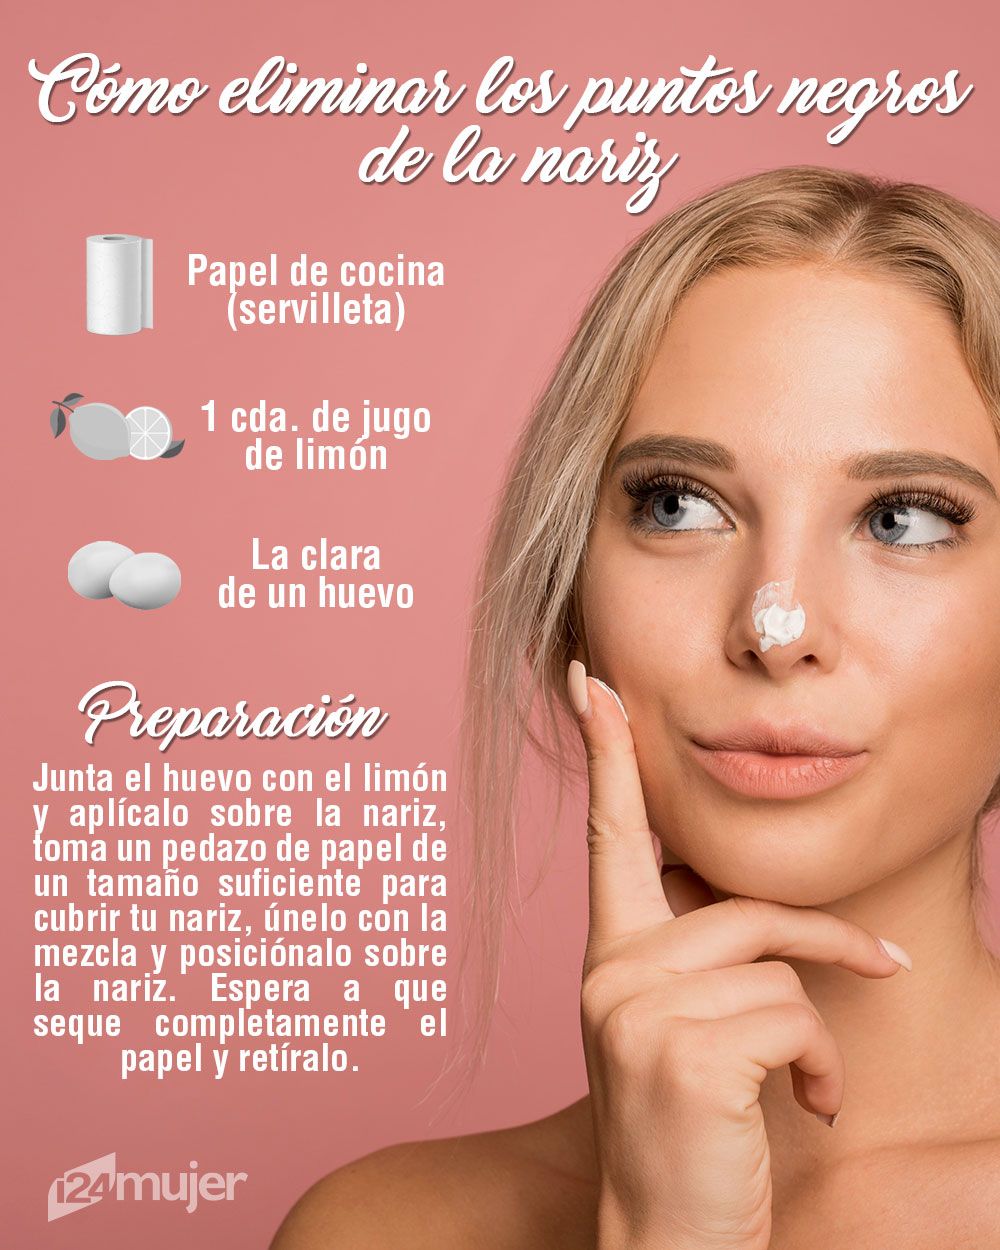 Cómo eliminar los puntos negros
de la nariz
Papel de cocina
(servilleta)
1 cda. de jugo
de limón
La clara
de un huevo
Preparación
Junta el huevo con el limón
y aplícalo sobre la nariz,
toma un pedazo de papel de
un tamaño suficiente para
cubrir tu nariz, únelo con la
mezcla y posiciónalo sobre
la nariz. Espera a que
seque completamente el
papel y retíralo.
24mujer